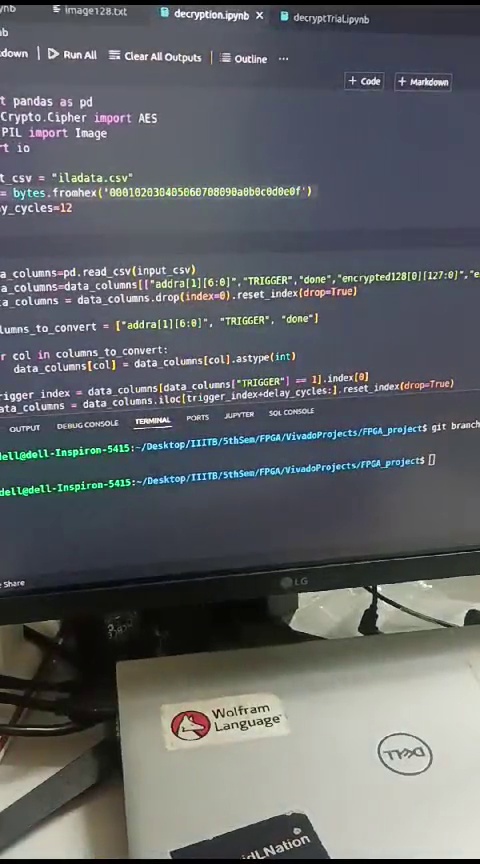 ynb
image128.txt
decryption.ipynb
decryptTrial.ipynb
nb
kdown
Run All
Clear All Outputs
Outline
...
+ Code
+ Markdown
t pandas as pd
Crypto.Cipher import AES
PIL import Image
rt io
t_csv = "iladata.csv"
= bytes.fromhex('000102030405060708090a0b0c0d0e0f')
ay_cycles=12
a_columns=pd.read_csv(input_csv)
a_columns=data_columns[["addra[1][6:0]","TRIGGER","done","encrypted128[0][127:0]","e
ta_columns = data_columns.drop(index=0).reset_index(drop=True)
lumns_to_convert = ["addra[1][6:0]", "TRIGGER", "done"]
r col in columns_to_convert:
data_columns[col] = data_columns[col].astype(int)
rigger_index = data_columns[data_columns["TRIGGER"] == 1].index[0]
ata_columns = data_columns.iloc[trigger_index+delay_cycles:].reset_index(drop=True)
OUTPUT
DEBUG CONSOLE
TERMINAL
PORTS
JUPYTER
SQL CONSOLE
dell@dell-Inspiron-5415:~/Desktop/IIITB/5thSem/FPGA/VivadoProjects/FPGA_project$ git branch
dell@dell-Inspiron-5415:~/Desktop/IIITB/5thSem/FPGA/VivadoProjects/FPGA_project$
Share
LG
Wolfram
Language
DELL
idLNation